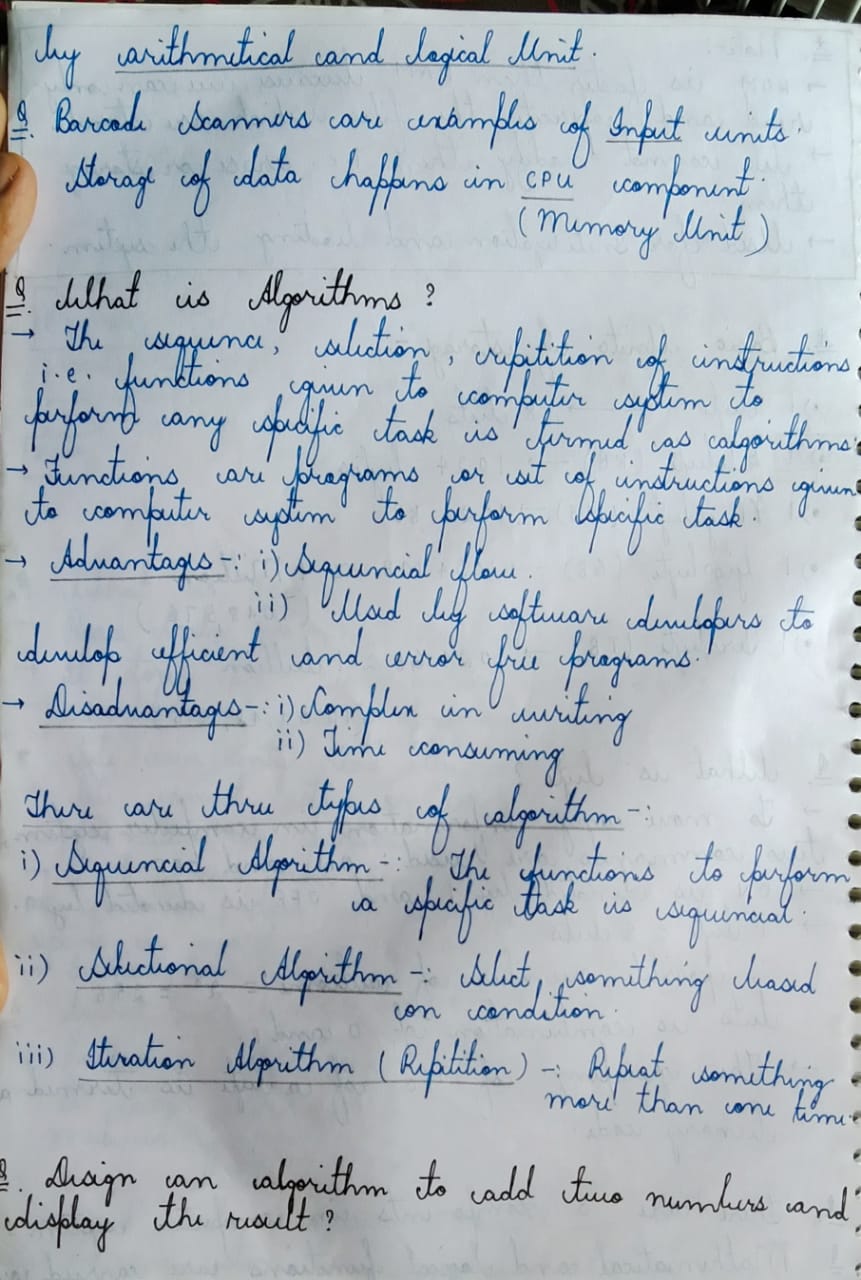 by arithmetical and logical Unit.
Q. Barcode Scanners are examples of Input units.
Storage of data happens in CPU component.
(Memory Unit)
Q. What is Algorithms ?
→ The sequence, selection, repitition of instructions
i.e. functions given to computer system to
perform any specific task is termed as algorithms.
→ Functions are programs or set of instructions given
to computer system to perform specific task.
→ Advantages -: i) Sequencial flow.
ii) Used by software developers to
develop efficient and error free programs.
→ Disadvantages -: i) Complex in writing
ii) Time consuming
There are three types of algorithm -:
i) Sequencial Algorithm -: The functions to perform
a specific task is sequencial.
ii) Selectional Algorithm -: Select something based
on condition.
iii) Iteration Algorithm (Repitition) -: Repeat something
more than one time.
Q. Design an algorithm to add two numbers and
display the result ?